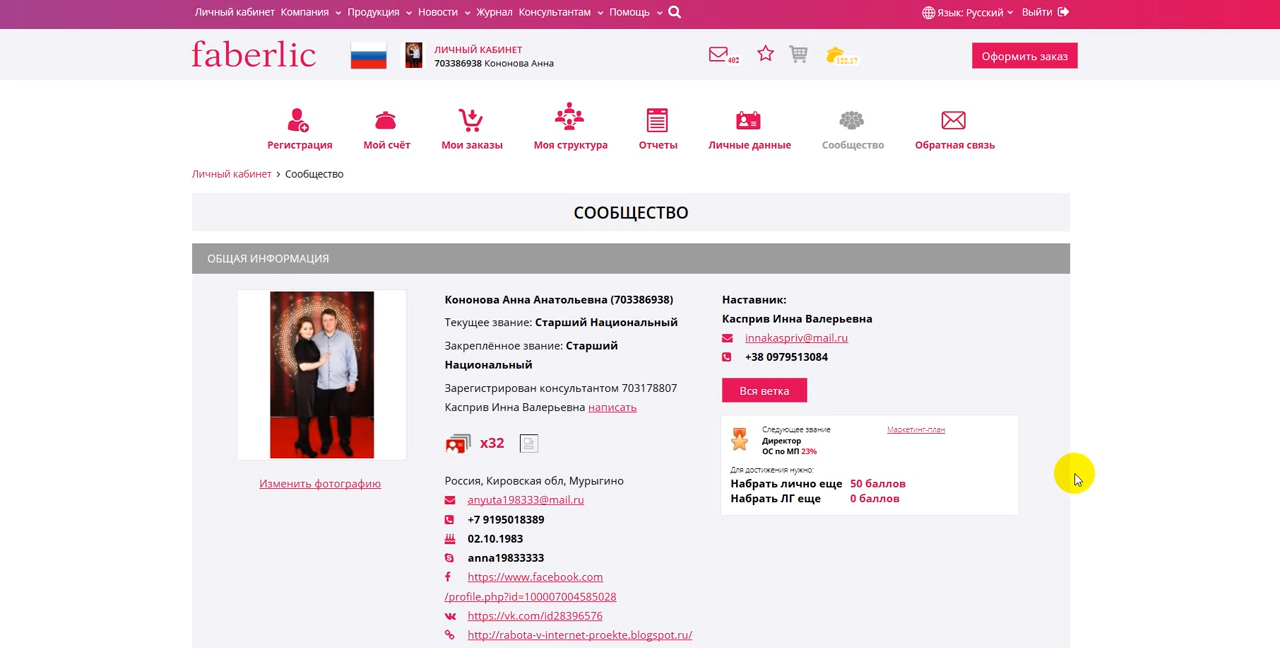 Личный кабинет Компания Продукция Новости Журнал Консультантам Помощь Язык: Русский Выйти
faberlic
ЛИЧНЫЙ КАБИНЕТ
703386938 Кононова Анна
402
122.17
Оформить заказ
Регистрация Мой счёт Мои заказы Моя структура Отчеты Личные данные Сообщество Обратная связь
Личный кабинет > Сообщество
СООБЩЕСТВО
ОБЩАЯ ИНФОРМАЦИЯ
Изменить фотографию
Кононова Анна Анатольевна (703386938)
Текущее звание: Старший Национальный
Закреплённое звание: Старший
Национальный
Зарегистрирован консультантом 703178807
Касприв Инна Валерьевна написать
x32
Россия, Кировская обл, Мурыгино
anyuta198333@mail.ru
+7 9195018389
02.10.1983
anna19833333
https://www.facebook.com
/profile.php?id=100007004585028
https://vk.com/id28396576
http://rabota-v-internet-proekte.blogspot.ru/
Наставник:
Касприв Инна Валерьевна
innakaspriv@mail.ru
+38 0979513084
Вся ветка
Следующее звание Маркетинг-план
Директор
ОС по МП 23%
Для достижения нужно:
Набрать лично еще 50 баллов
Набрать ЛГ еще 0 баллов